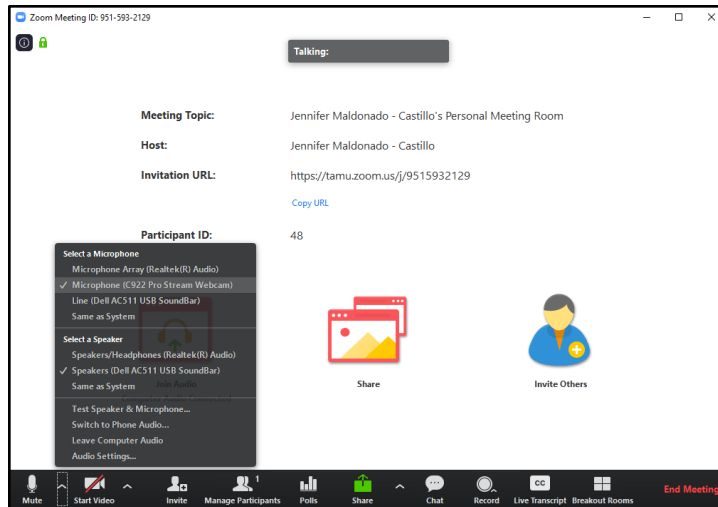 Zoom Meeting ID: 951-593-2129
Talking:
Meeting Topic: Jennifer Maldonado - Castillo's Personal Meeting Room
Host: Jennifer Maldonado - Castillo
Invitation URL: https://tamu.zoom.us/j/9515932129
Copy URL
Participant ID: 48
Select a Microphone
Microphone Array (Realtek(R) Audio)
✓ Microphone (C922 Pro Stream Webcam)
Line (Dell AC511 USB SoundBar)
Same as System
Select a Speaker
Speakers/Headphones (Realtek(R) Audio)
✓ Speakers (Dell AC511 USB SoundBar)
Same as System
Join Audio
Test Speaker & Microphone...
Switch to Phone Audio...
Leave Computer Audio
Audio Settings...
Share
Invite Others
Mute
Start Video
Invite
1
Manage Participants
Polls
Share
Chat
Record
CC
Live Transcript
Breakout Rooms
End Meeting